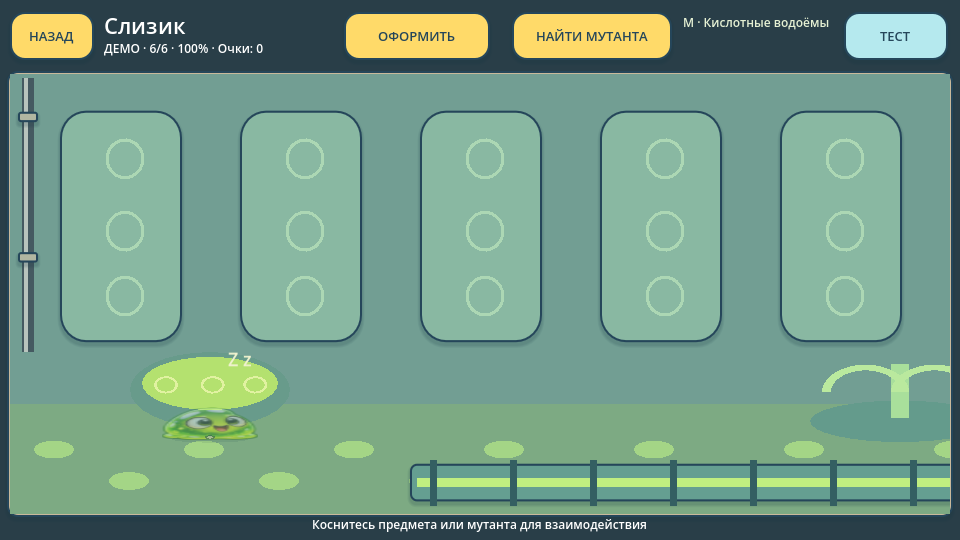 НАЗАД
Слизик
ДЕМО · 6/6 · 100% · Очки: 0
ОФОРМИТЬ
НАЙТИ МУТАНТА
М · Кислотные водоёмы
ТЕСТ
Z z
Коснитесь предмета или мутанта для взаимодействия